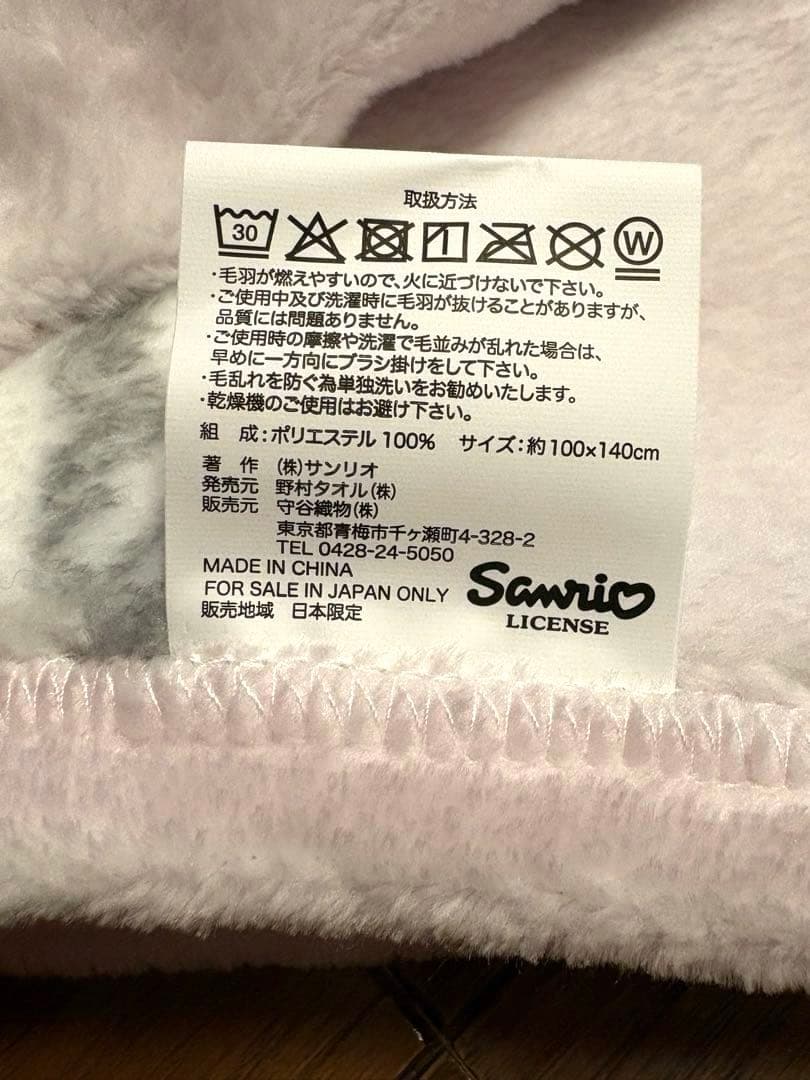 取扱方法
30 W
・毛羽が燃えやすいので、火に近づけないで下さい。
・ご使用中及び洗濯時に毛羽が抜けることがありますが、
品質には問題ありません。
・ご使用時の摩擦や洗濯で毛並みが乱れた場合は、
早めに一方向にブラシ掛けをして下さい。
・毛乱れを防ぐ為単独洗いをお勧めいたします。
・乾燥機のご使用はお避け下さい。
組 成:ポリエステル 100% サイズ:約100×140cm
著 作 (株)サンリオ
発売元 野村タオル(株)
販売元 守谷織物(株)
東京都青梅市千ヶ瀬町4-328-2
TEL 0428-24-5050
MADE IN CHINA
FOR SALE IN JAPAN ONLY
販売地域 日本限定
Sanrio
LICENSE